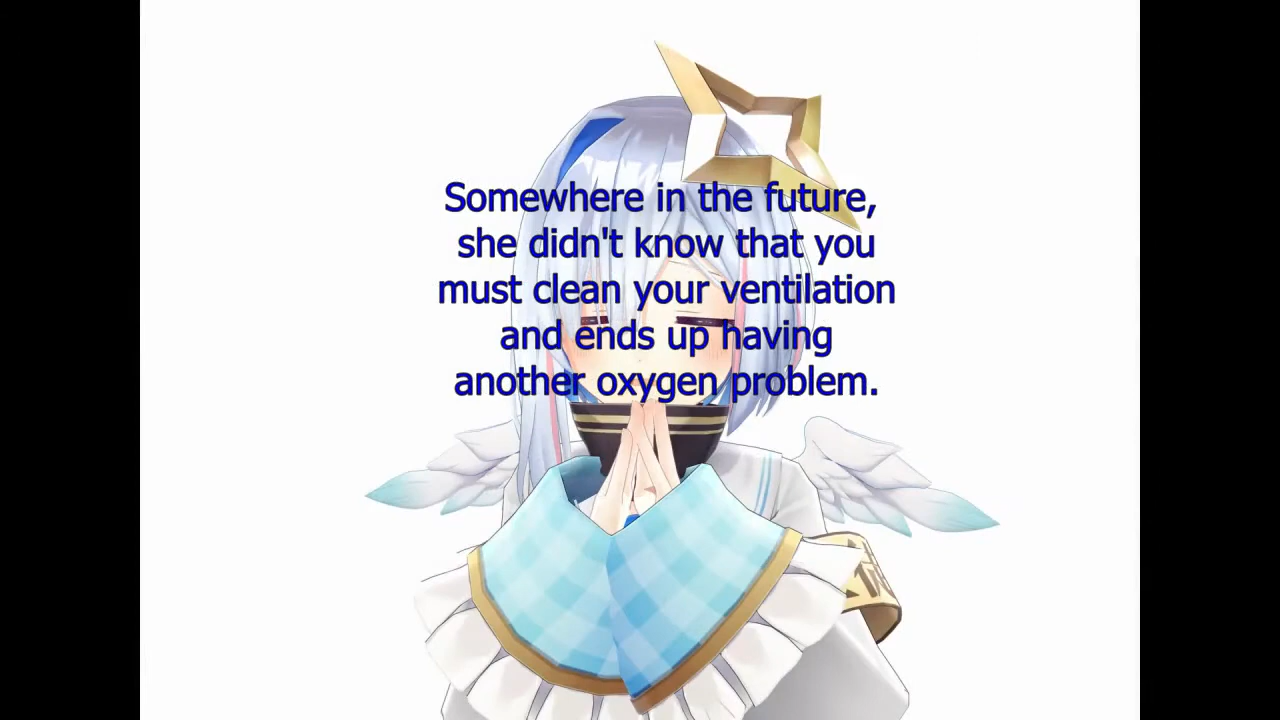 Somewhere in the future,
she didn't know that you
must clean your ventilation
and ends up having
another oxygen problem.